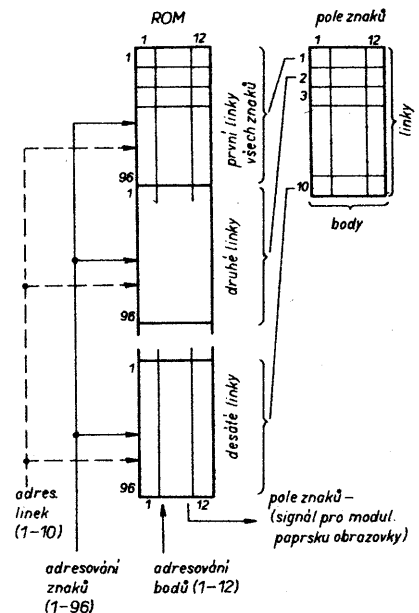 ROM
pole znaků
1 12
1 12
1
1
2
3
první linky
všech znaků
linky
96
1
10
body
druhé linky
96
1
desáté linky
96
1 12
adres.
linek
(1-10)
pole znaků –
(signál pro modul.
paprsku obrazovky)
adresování
znaků
(1-96)
adresování
bodů (1-12)